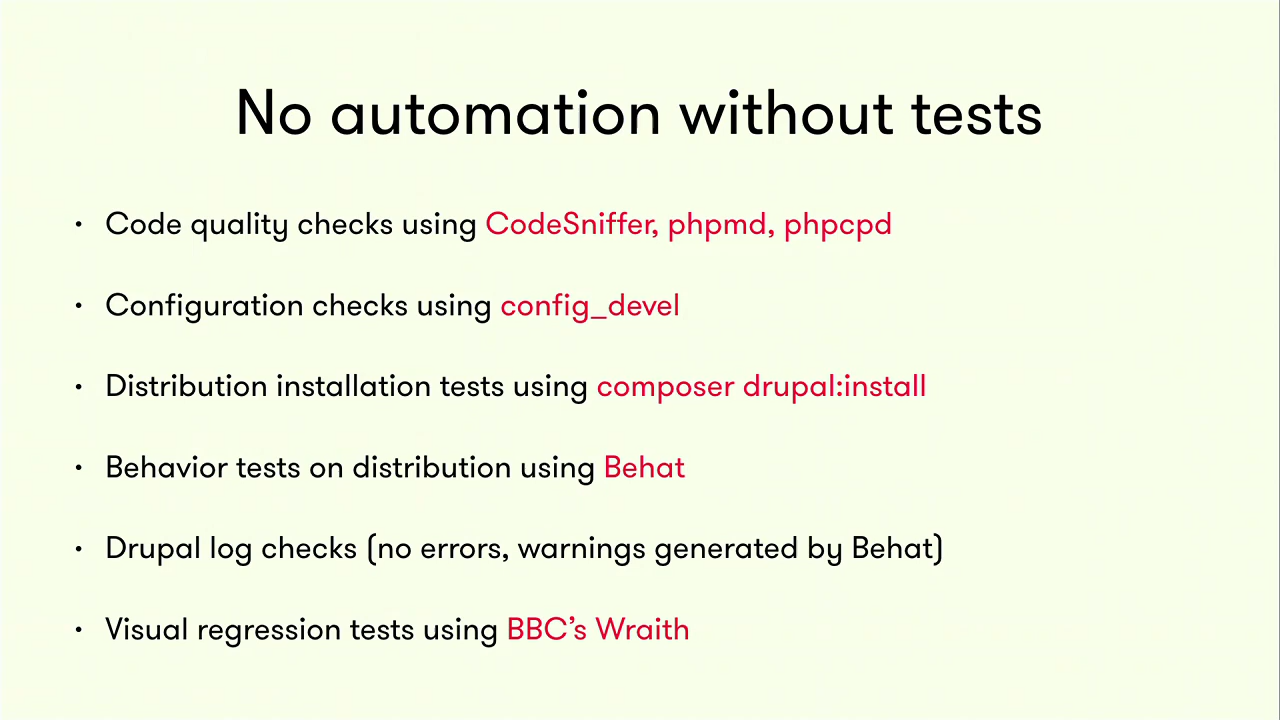 No automation without tests
• Code quality checks using CodeSniffer, phpmd, phpcpd
• Configuration checks using config_devel
• Distribution installation tests using composer drupal:install
• Behavior tests on distribution using Behat
• Drupal log checks (no errors, warnings generated by Behat)
• Visual regression tests using BBC’s Wraith